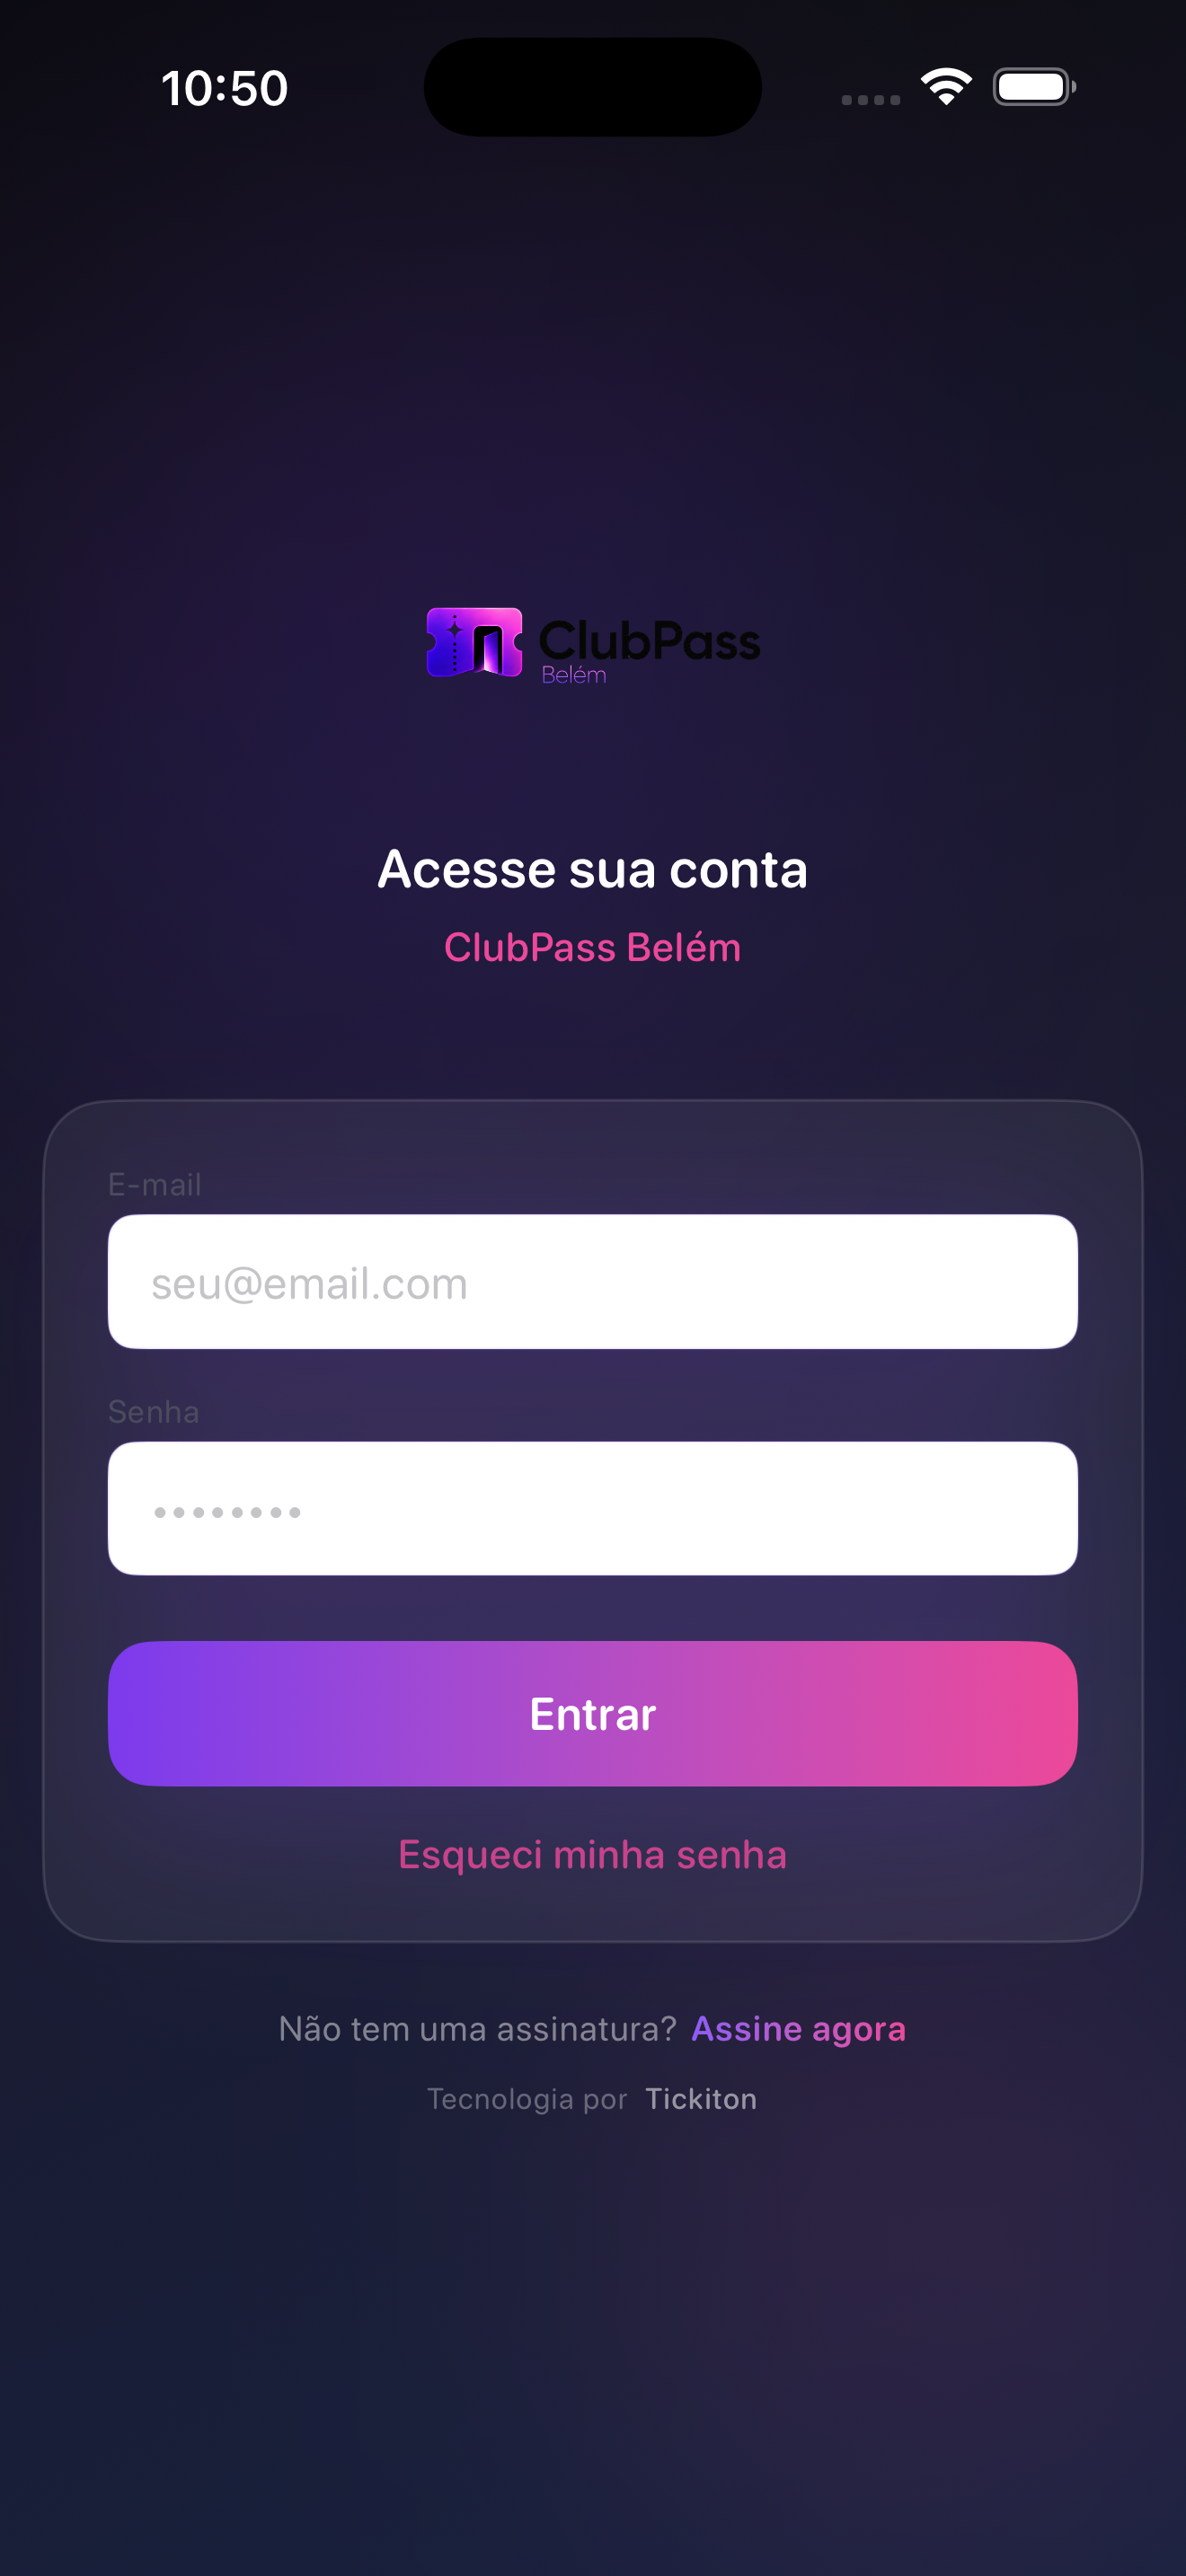 10:50
ClubPass
Belém
Acesse sua conta
ClubPass Belém
E-mail
seu@email.com
Senha
••••••••
Entrar
Esqueci minha senha
Não tem uma assinatura? Assine agora
Tecnologia por Tickiton